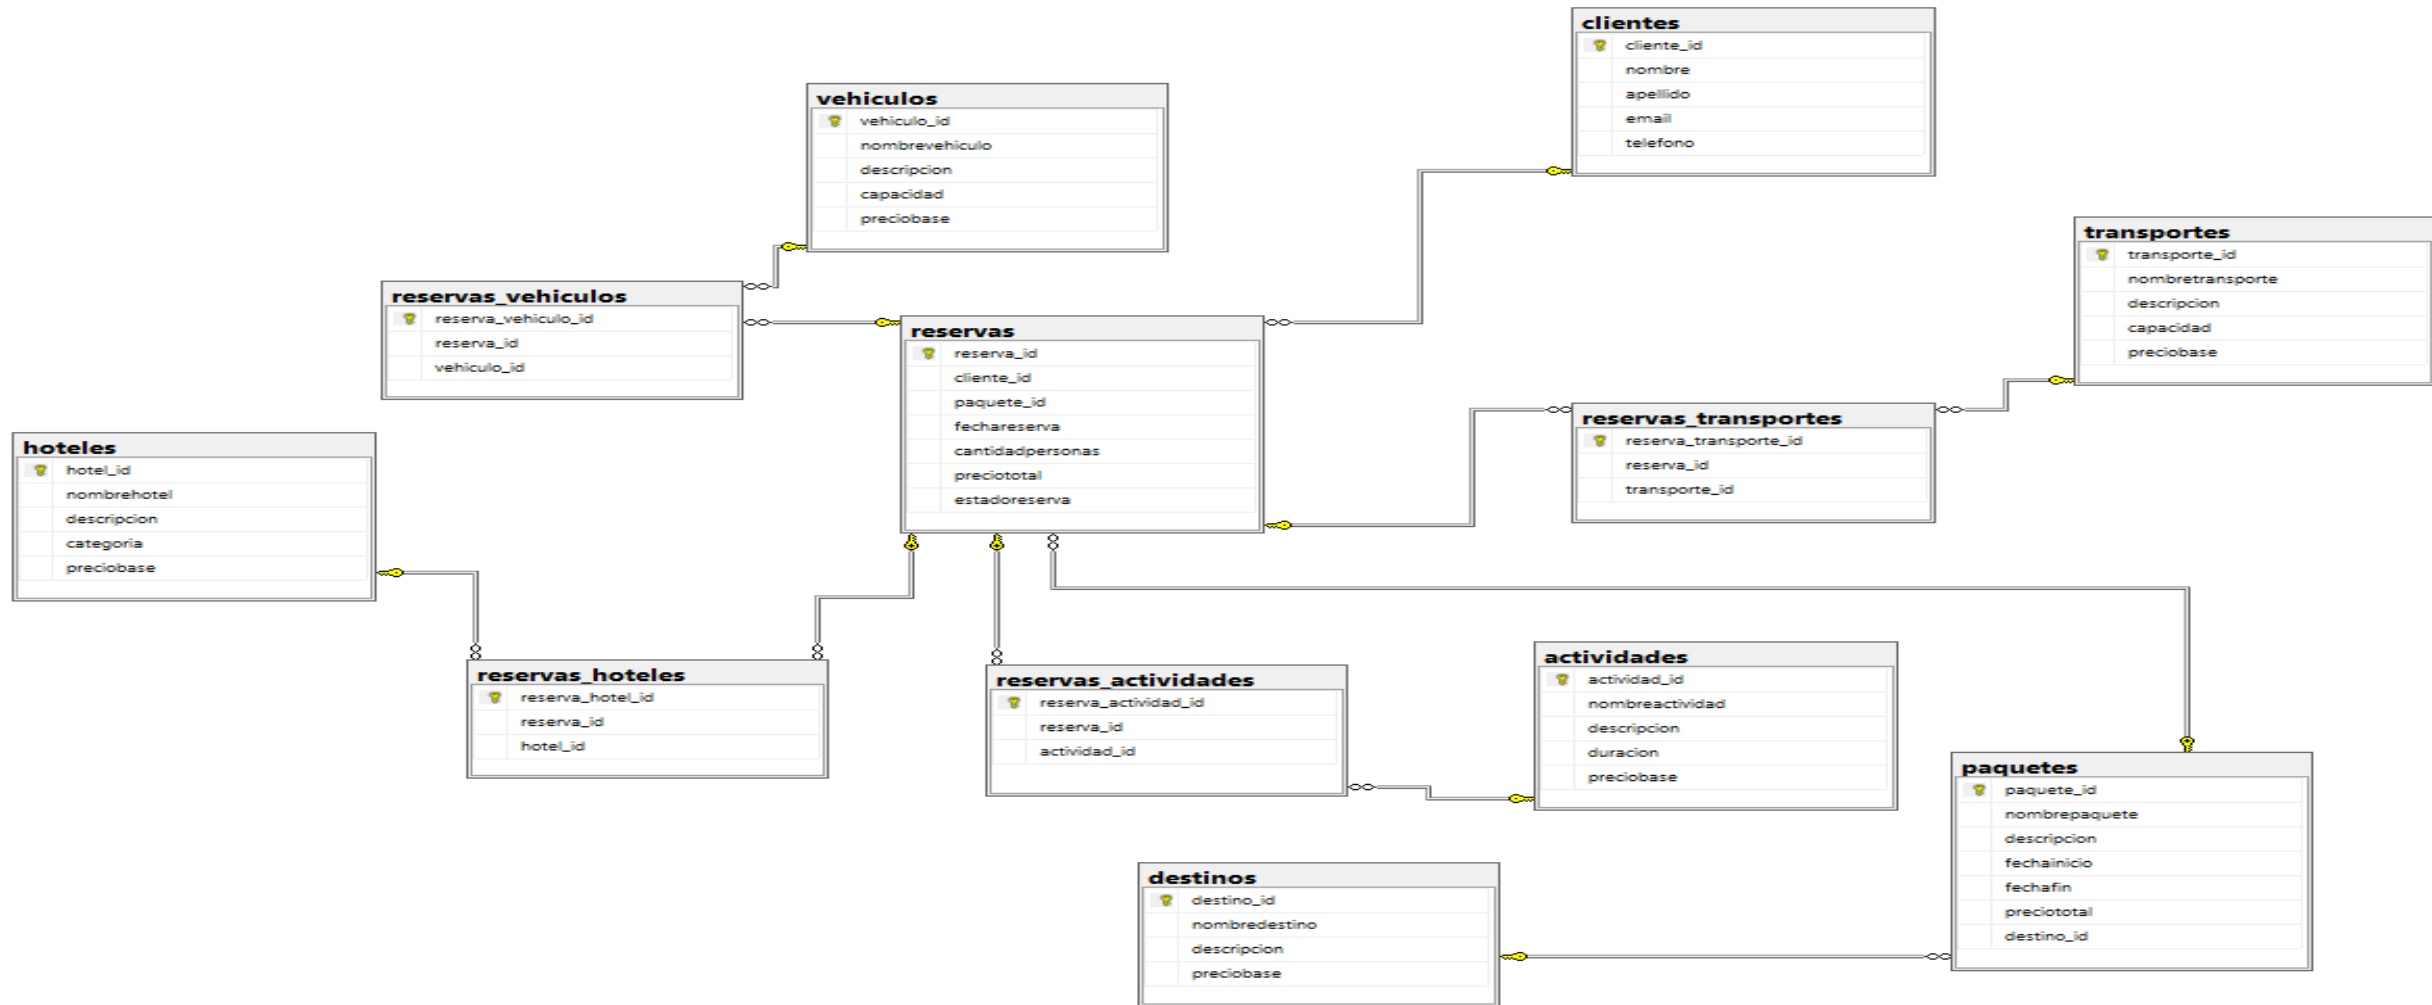 clientes
cliente_id
nombre
apellido
email
telefono
vehiculos
vehiculo_id
nombrevehiculo
descripcion
capacidad
preciobase
transportes
transporte_id
nombretransporte
descripcion
capacidad
preciobase
reservas_vehiculos
reserva_vehiculo_id
reserva_id
vehiculo_id
reservas
reserva_id
cliente_id
paquete_id
fechareserva
cantidadpersonas
preciototal
estadoreserva
reservas_transportes
reserva_transporte_id
reserva_id
transporte_id
hoteles
hotel_id
nombrehotel
descripcion
categoria
preciobase
reservas_hoteles
reserva_hotel_id
reserva_id
hotel_id
reservas_actividades
reserva_actividad_id
reserva_id
actividad_id
actividades
actividad_id
nombreactividad
descripcion
duracion
preciobase
paquetes
paquete_id
nombrepaquete
descripcion
fechainicio
fechafin
preciototal
destino_id
destinos
destino_id
nombredestino
descripcion
preciobase